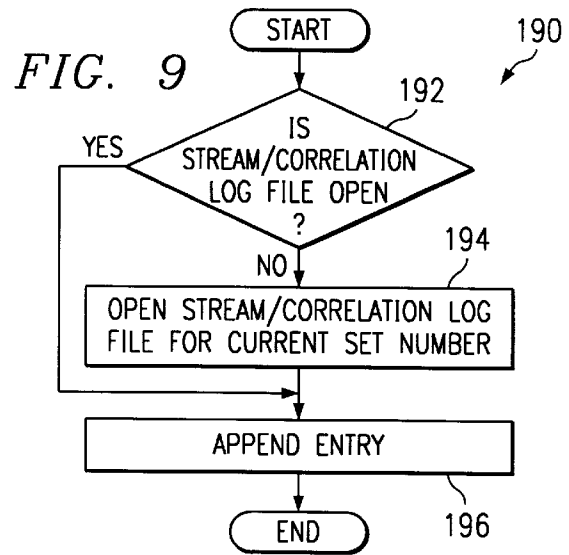 START
190
FIG. 9
192
IS
STREAM/CORRELATION
LOG FILE OPEN
?
YES
NO
194
OPEN STREAM/CORRELATION LOG
FILE FOR CURRENT SET NUMBER
APPEND ENTRY
196
END